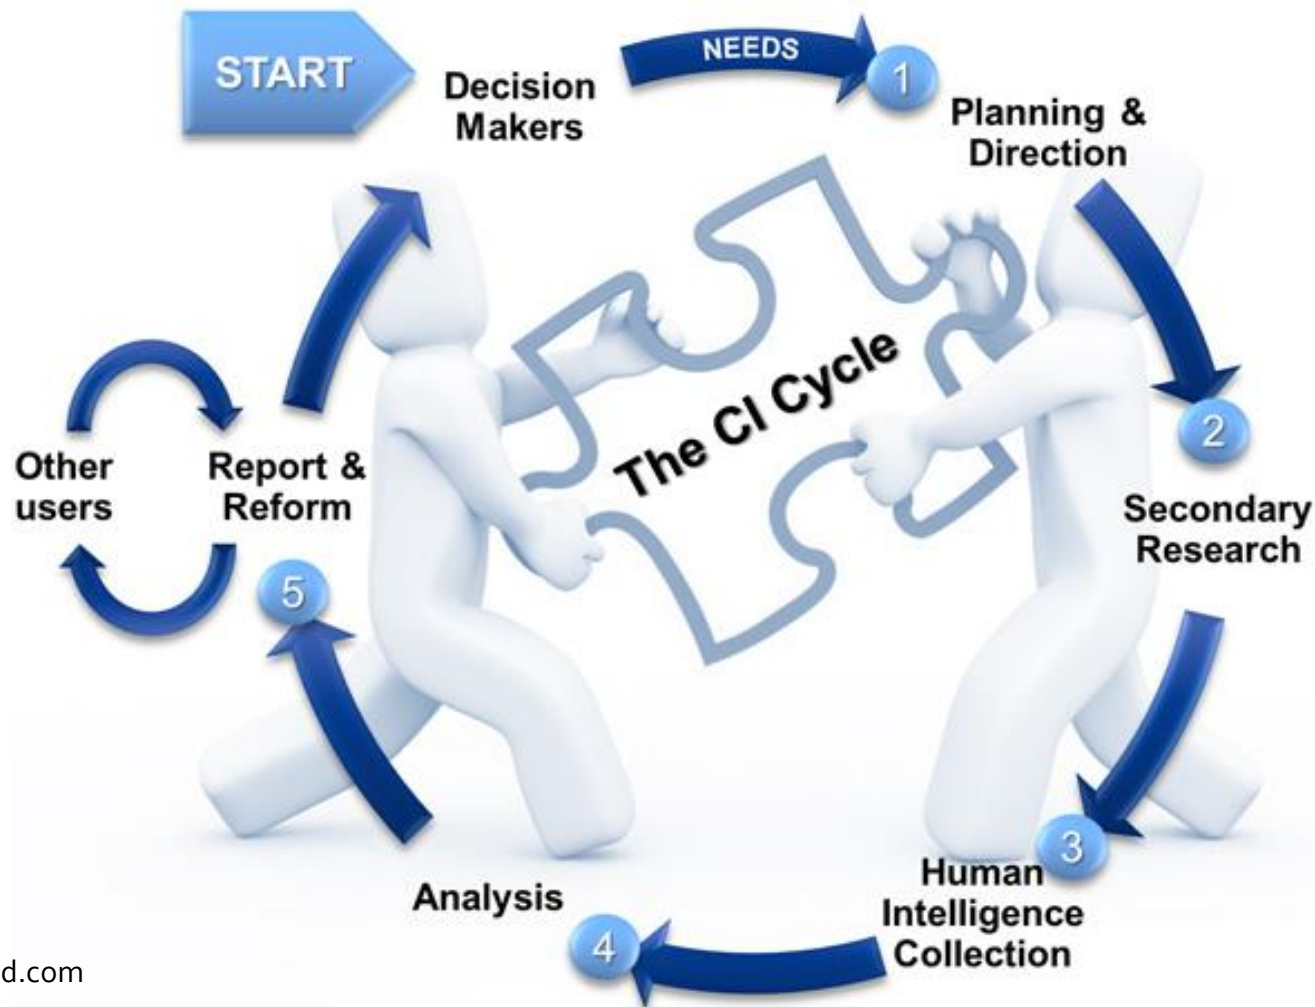 START
Decision
Makers
NEEDS
1
Planning &
Direction
2
Secondary
Research
3
Human
Intelligence
Collection
4
Analysis
5
Report &
Reform
Other
users
The CI Cycle
d.com